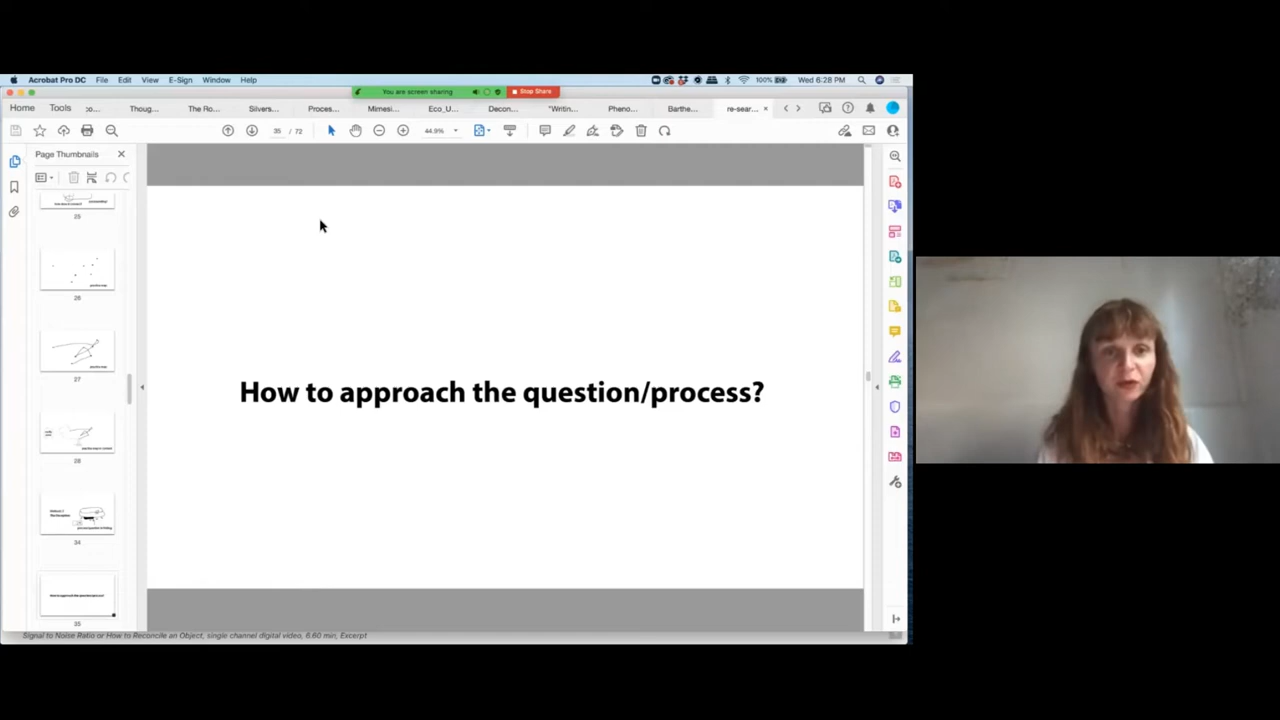 Acrobat Pro DC File Edit View E-Sign Window Help 100% Wed 6:28 PM
You are screen sharing Stop Share
Home Tools Thoug... The Ro... Silvers... Proces... Mimesi... Eco_U... Decon... "Writin... Pheno... Barthe... re-sear... ×
35 / 72 44.9%
Page Thumbnails
25
26
27
28
34
35
How to approach the question/process?
Signal to Noise Ratio or How to Reconcile an Object, single channel digital video, 6.60 min, Excerpt